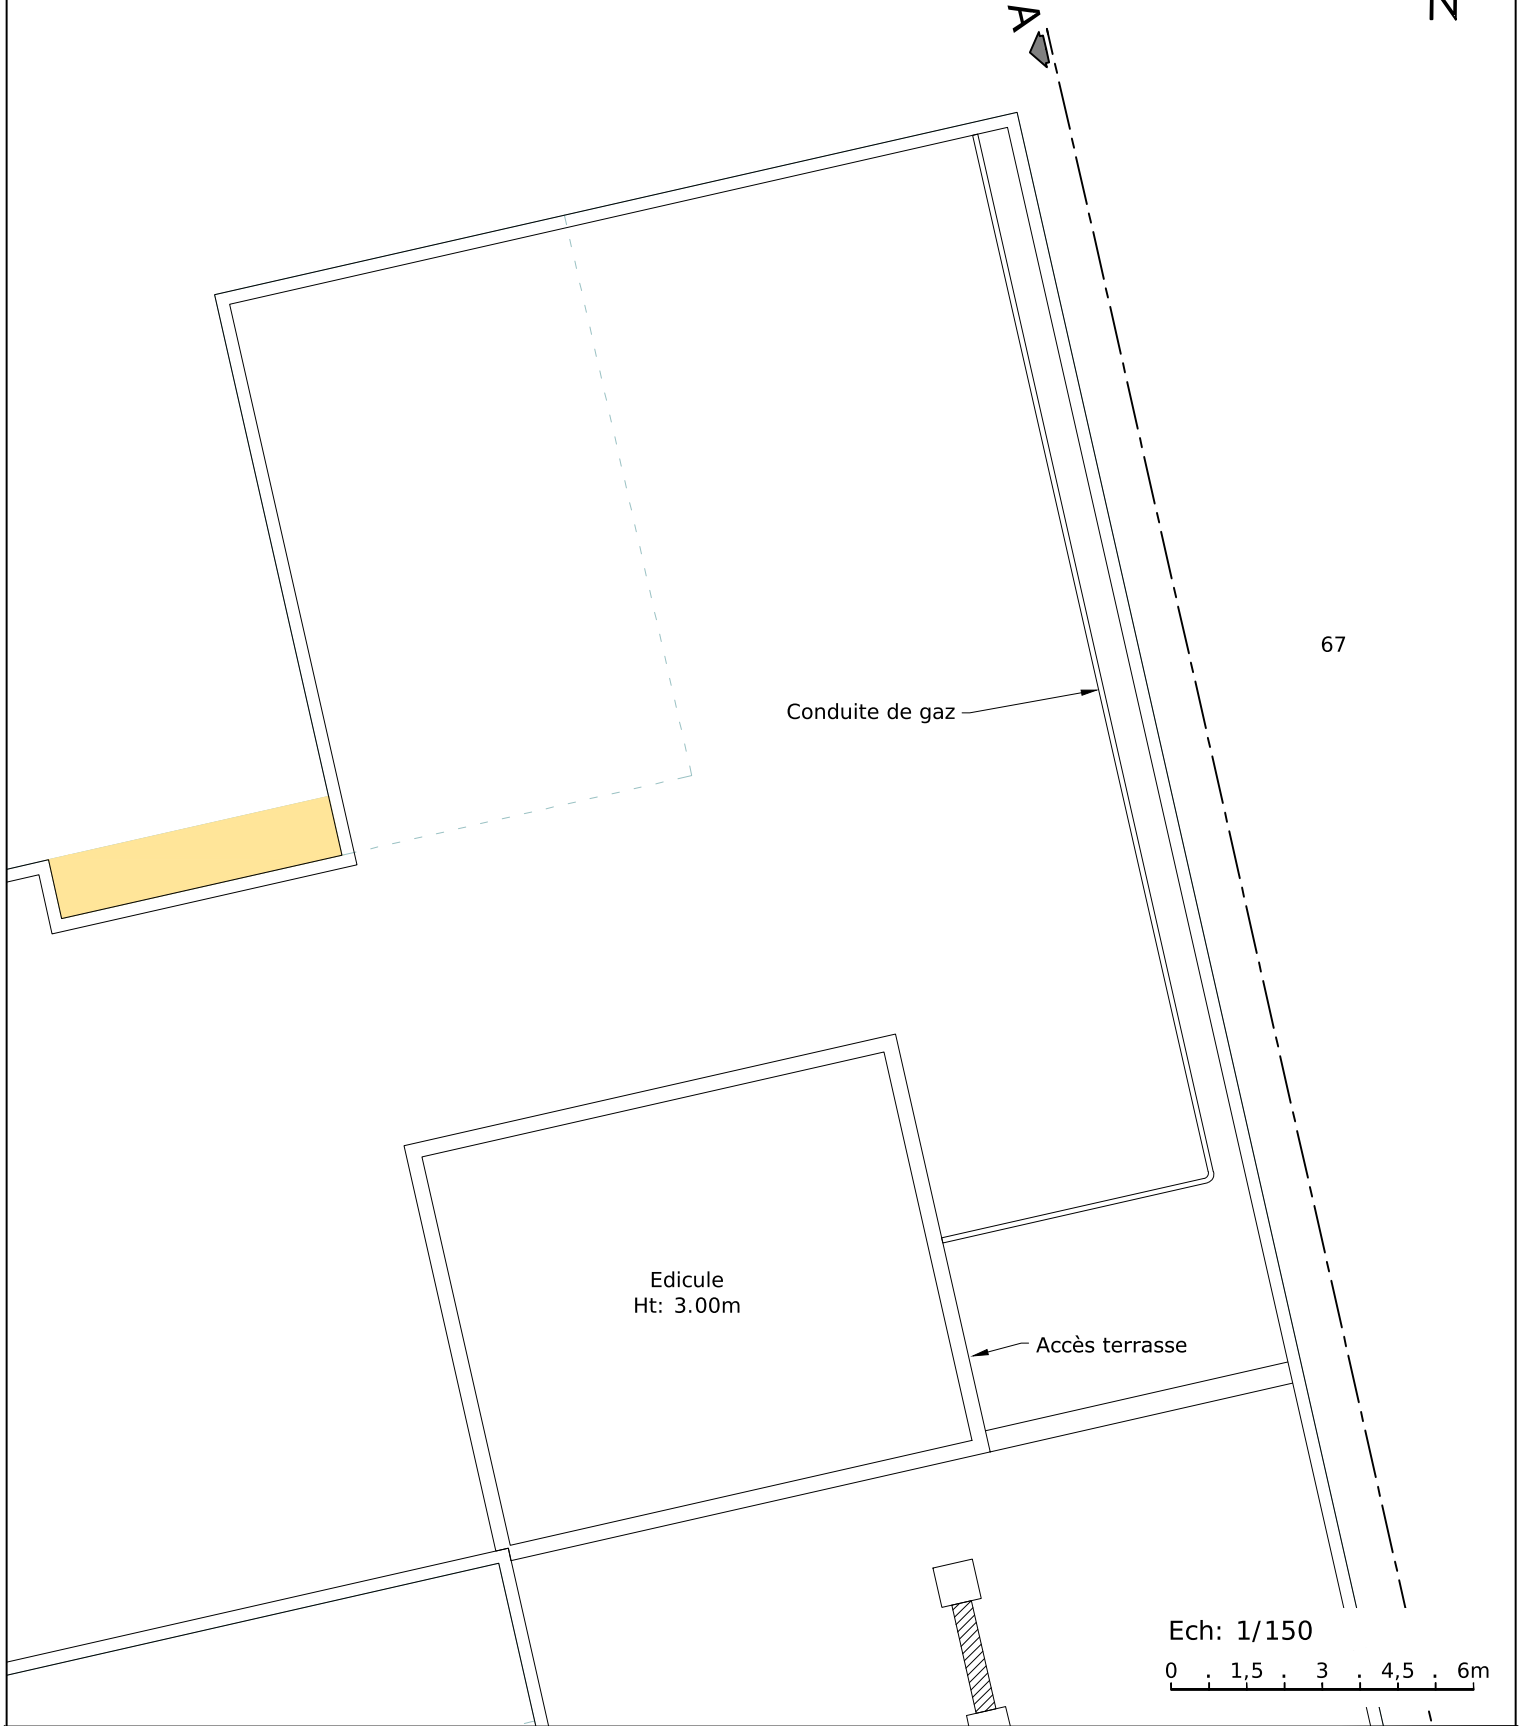 A
N
67
Conduite de gaz
Edicule
Ht: 3.00m
Accès terrasse
Ech: 1/150
0 . 1,5 . 3 . 4,5 . 6m